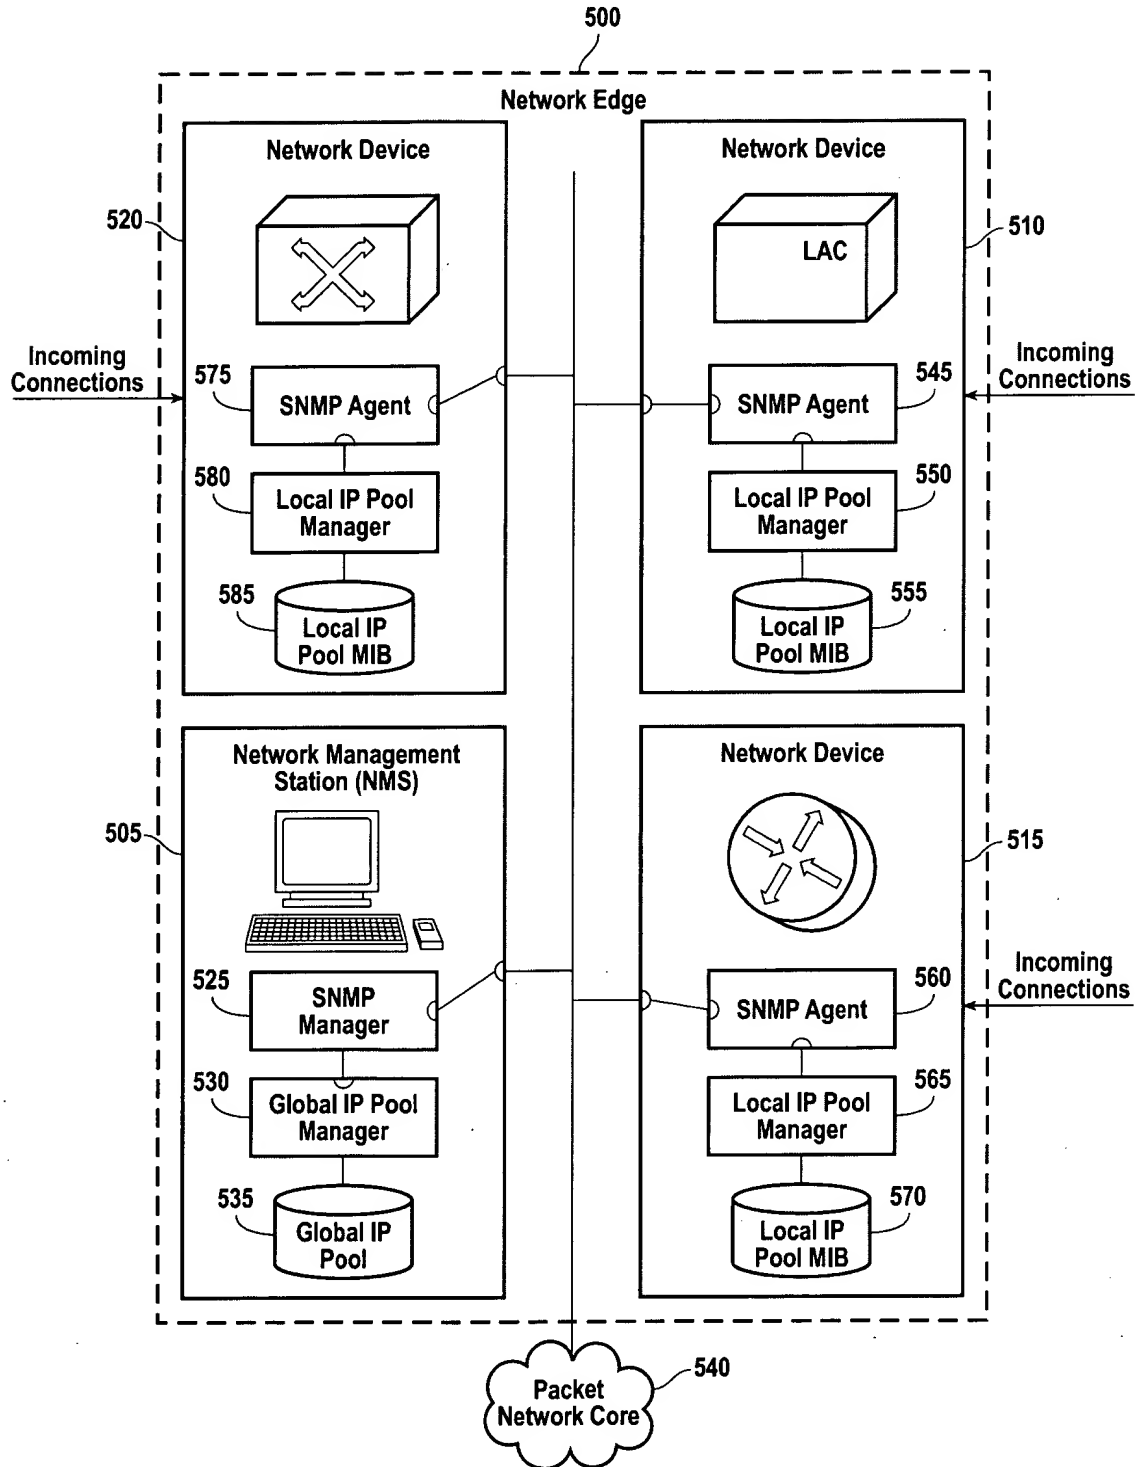 500
Network Edge
Network Device
520
Incoming
Connections
575
SNMP Agent
580
Local IP Pool
Manager
585
Local IP
Pool MIB
Network Device
LAC
510
Incoming
Connections
545
SNMP Agent
550
Local IP Pool
Manager
555
Local IP
Pool MIB
Network Management
Station (NMS)
505
525
SNMP
Manager
530
Global IP Pool
Manager
535
Global IP
Pool
Network Device
515
Incoming
Connections
560
SNMP Agent
565
Local IP Pool
Manager
570
Local IP
Pool MIB
540
Packet
Network Core